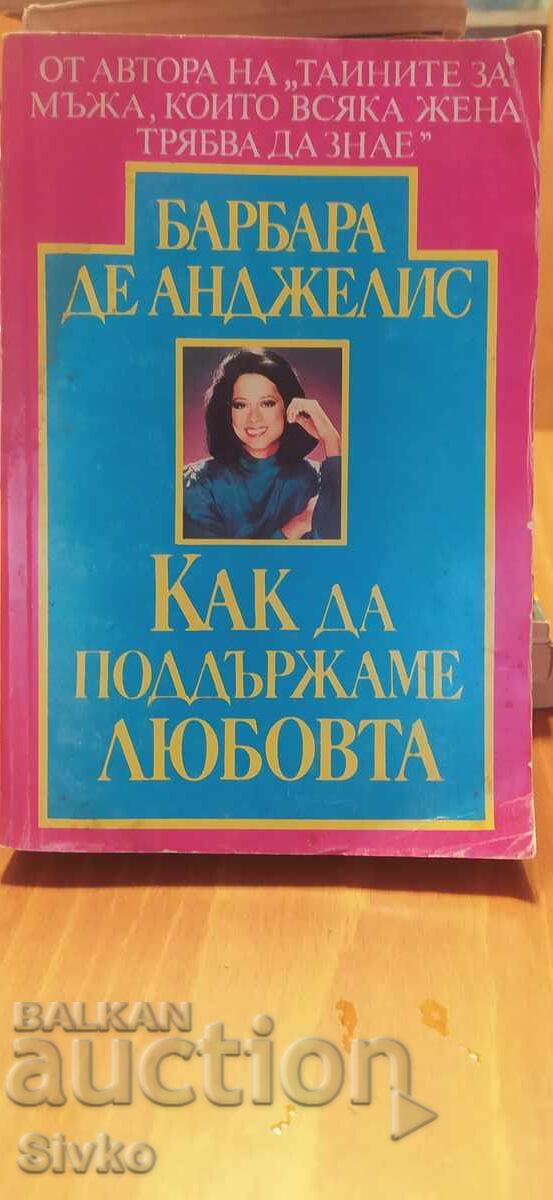 ОТ АВТОРА НА „ТАЙНИТЕ ЗА
МЪЖА, КОИТО ВСЯКА ЖЕНА
ТРЯБВА ДА ЗНАЕ”
БАРБАРА
ДЕ АНДЖЕЛИС
КАК ДА
ПОДДЪРЖАМЕ
ЛЮБОВТА
BALKAN
auction
Sivko